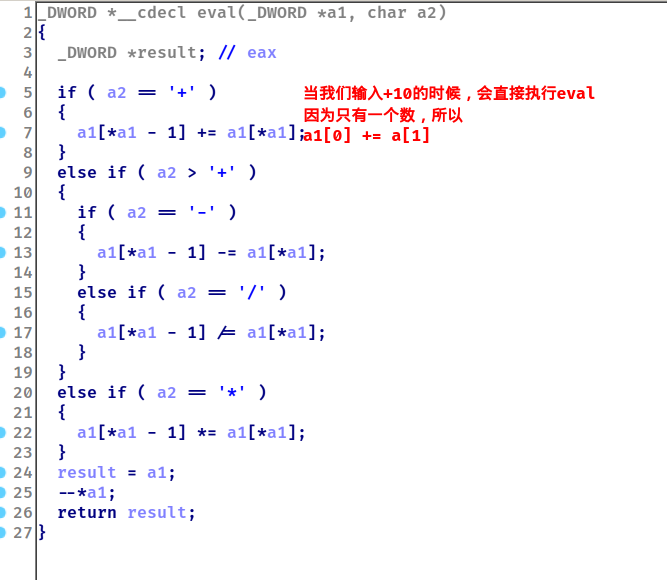 1 _DWORD *__cdecl eval(_DWORD *a1, char a2)
2 {
3   _DWORD *result; // eax
4
5   if ( a2 == '+' ) 当我们输入+10的时候，会直接执行eval
6   { 因为只有一个数，所以
7     a1[*a1 - 1] += a1[*a1]; a1[0] += a[1]
8   }
9   else if ( a2 > '+' )
10   {
11     if ( a2 == '-' )
12     {
13       a1[*a1 - 1] -= a1[*a1];
14     }
15     else if ( a2 == '/' )
16     {
17       a1[*a1 - 1] /= a1[*a1];
18     }
19   }
20   else if ( a2 == '*' )
21   {
22     a1[*a1 - 1] *= a1[*a1];
23   }
24   result = a1;
25   --*a1;
26   return result;
27 }